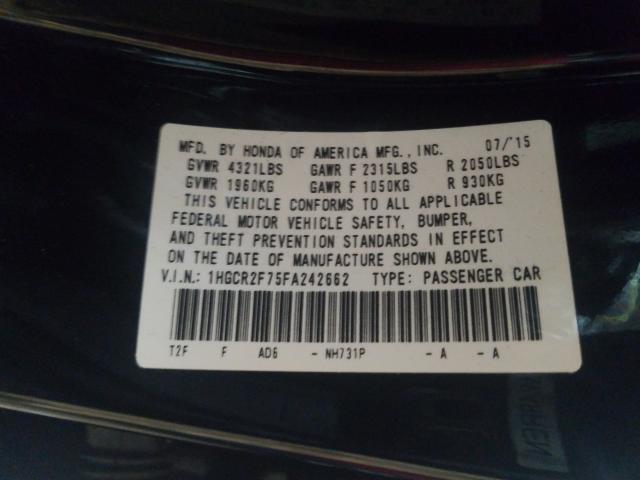 MFD. BY HONDA OF AMERICA MFG., INC. 07/'15
GVWR 4321LBS GAWR F 2315LBS R 2050LBS
GVWR 1960KG GAWR F 1050KG R 930KG
THIS VEHICLE CONFORMS TO ALL APPLICABLE
FEDERAL MOTOR VEHICLE SAFETY, BUMPER,
AND THEFT PREVENTION STANDARDS IN EFFECT
ON THE DATE OF MANUFACTURE SHOWN ABOVE.
V.I.N.: 1HGCR2F75FA242662 TYPE: PASSENGER CAR
T2F F AD6 - NH731P - A - A